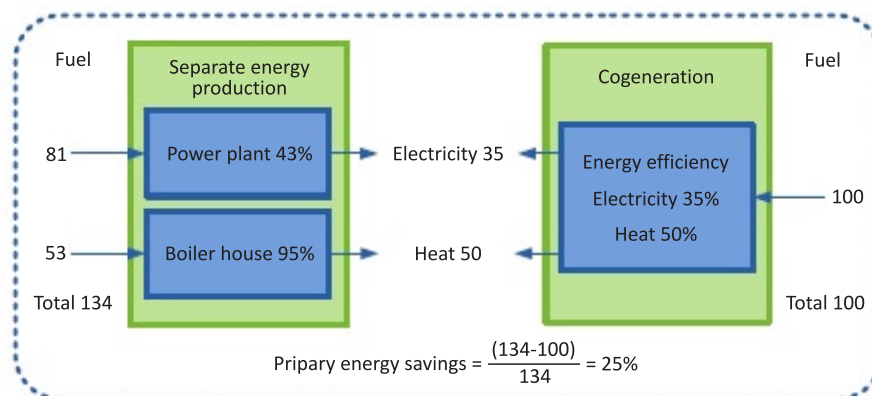 Fuel
Separate energy
production
Cogeneration
Fuel
81
Power plant 43%
Electricity 35
Energy efficiency
Electricity 35%
Heat 50%
100
53
Boiler house 95%
Heat 50
Total 134
Total 100
Pripary energy savings = (134-100)
134
= 25%